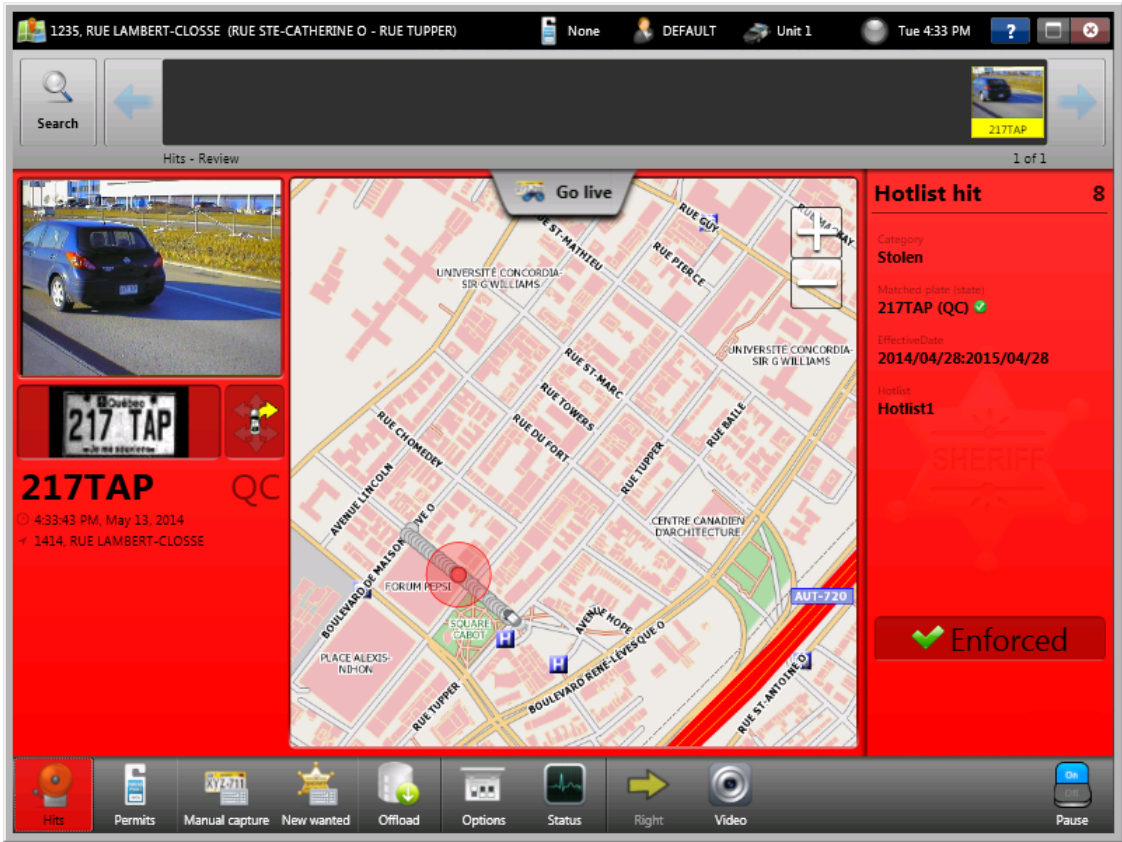 1235, RUE LAMBERT-CLOSSE (RUE STE-CATHERINE O - RUE TUPPER)
None
DEFAULT
Unit 1
Tue 4:33 PM
?
Search
217TAP
Hits - Review
1 of 1
Go live
Hotlist hit
8
Category
Stolen
Matched plate (state)
217TAP (QC)
EffectiveDate
2014/04/28:2015/04/28
Hotlist
Hotlist1
SHERIFF
Enforced
Québec
217 TAP
217TAP
QC
4:33:43 PM, May 13, 2014
1414, RUE LAMBERT-CLOSSE
RUE GUY
ST-MATHIEU
RUE PIERCE
UNIVERSITÉ CONCORDIA-
SIR G WILLIAMS
UNIVERSITÉ CONCORDIA-
SIR G WILLIAMS
RUE ST-MARC
RUE TOWERS
RUE DU FORT
RUE BAILE
RUE CHOMEDEY
RUE TUPPER
AVENUE LINCOLN
CENTRE CANADIEN
D'ARCHITECTURE
BOULEVARD DE MAISON
VE O
FORUM PEPSI
AUT-720
SQUARE
CABOT
H
AVENUE HOPE
PLACE ALEXIS-
NIHON
H
BOULEVARD RENÉ-LÉVESQUE O
RUE TUPPER
RUE ST-ANTOINE O
Hits
Permits
XYZ-711
Manual capture
New wanted
Offload
Options
Status
Right
Video
On
Off
Pause